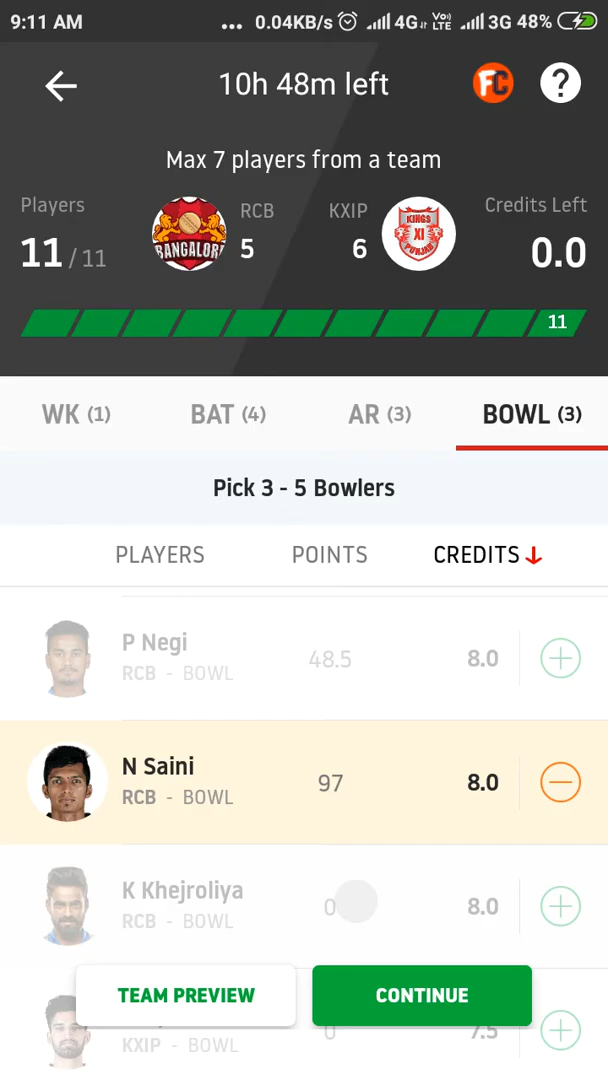 9:11 AM ... 0.04KB/s 4G VoLTE 3G 48%
10h 48m left FC ?
Max 7 players from a team
Players RCB KXIP Credits Left
11 / 11 BANGALORE 5 6 KINGS XI PUNJAB 0.0
11
WK (1) BAT (4) AR (3) BOWL (3)
Pick 3 - 5 Bowlers
PLAYERS POINTS CREDITS
P Negi
RCB - BOWL 48.5 8.0
N Saini
RCB - BOWL 97 8.0
K Khejroliya
RCB - BOWL 0 8.0
TEAM PREVIEW CONTINUE
KXIP - BOWL 0 7.5